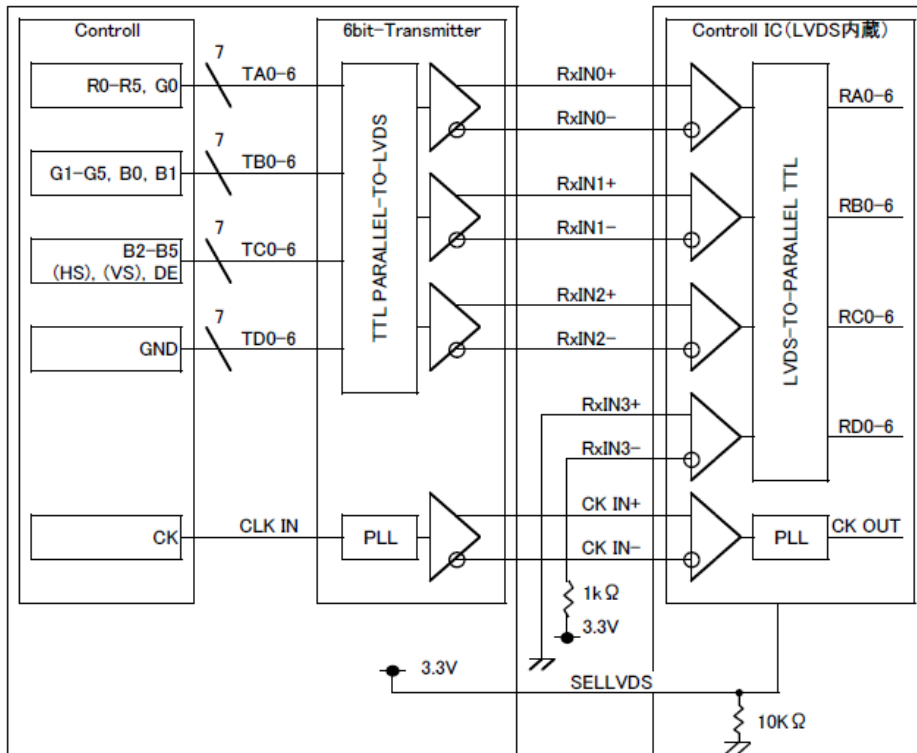 Controll
6bit-Transmitter
Controll IC(LVDS内蔵)
R0-R5, G0
7
TA0-6
RxIN0+
RxIN0-
RA0-6
G1-G5, B0, B1
7
TB0-6
RxIN1+
RxIN1-
RB0-6
B2-B5
(HS), (VS), DE
7
TC0-6
RxIN2+
RxIN2-
RC0-6
GND
7
TD0-6
RxIN3+
RxIN3-
RD0-6
TTL PARALLEL-TO-LVDS
LVDS-TO-PARALLEL TTL
CK
CLK IN
PLL
CK IN+
CK IN-
PLL
CK OUT
1kΩ
3.3V
3.3V
SELLVDS
10KΩ